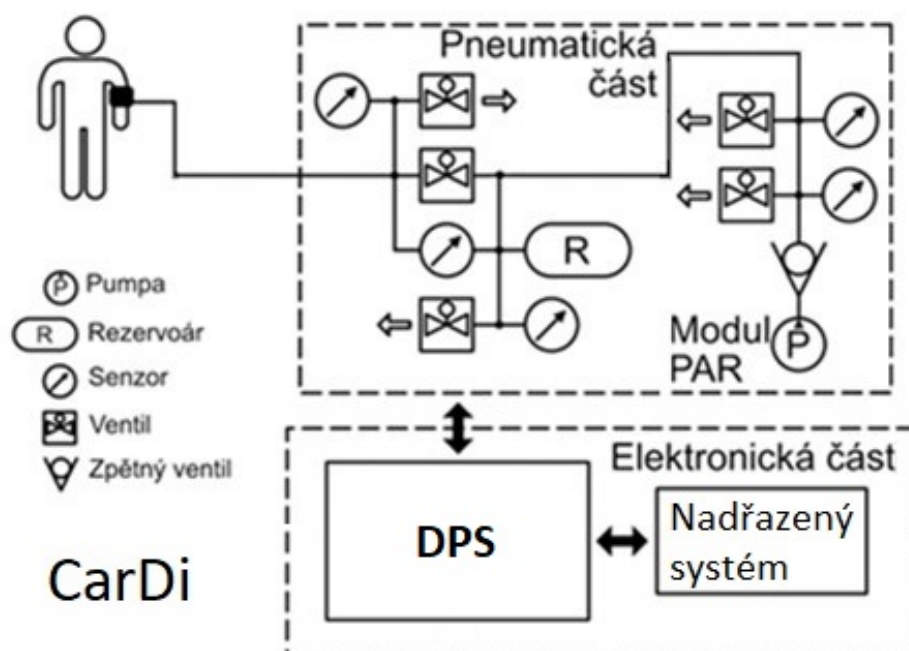 Pneumatická
část
R
Modul
PAR
P
P Pumpa
R Rezervoár
Senzor
Ventil
Zpětný ventil
Elektronická část
DPS
Nadřazený
systém
CarDi